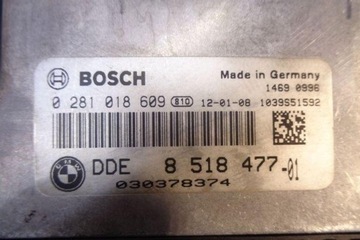 BOSCH
Made in Germany
1469 0996
0 281 018 609 810 12-01-08 1039S51592
BMW
DDE 8 518 477-01
030378374